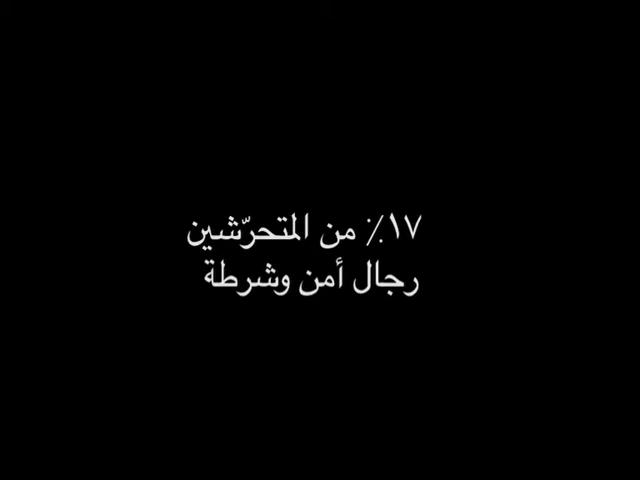 ١٧٪ من المتحرّشين
رجال أمن وشرطة